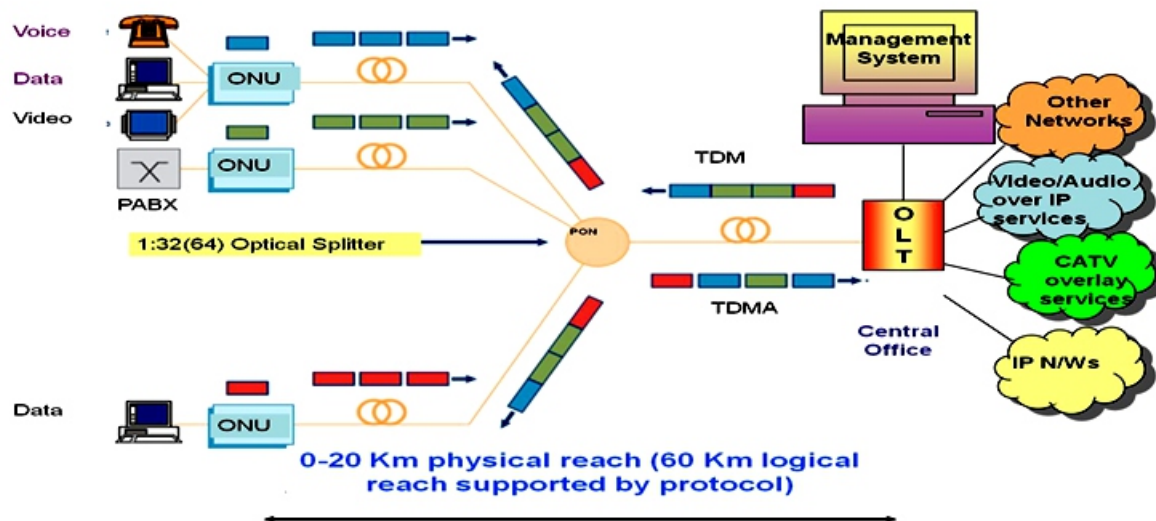 Voice
Data
Video
PABX
ONU
ONU
1:32(64) Optical Splitter
PON
Data
ONU
TDM
TDMA
Management
System
OLT
Central
Office
Other
Networks
Video/Audio
over IP
services
CATV
overlay
services
IP N/Ws
0-20 Km physical reach (60 Km logical
reach supported by protocol)